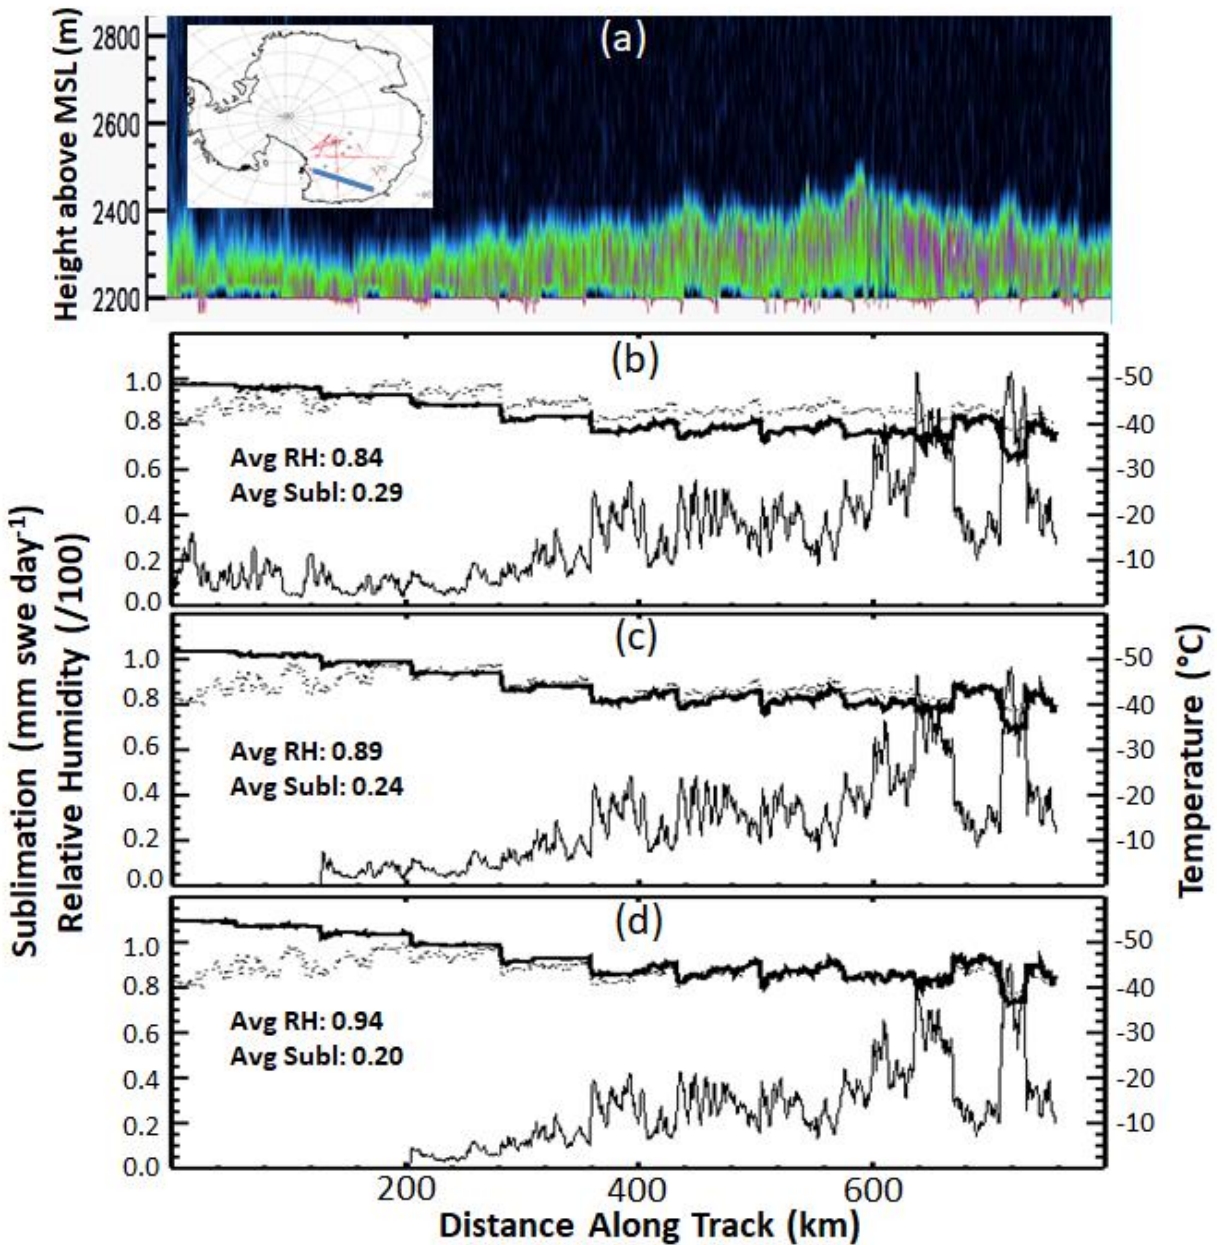 (a)
Height above MSL (m)
2800
2600
2400
2200
(b)
1.0
0.8
0.6
0.4
0.2
0.0
Avg RH: 0.84
Avg Subl: 0.29
-50
-40
-30
-20
-10
(c)
1.0
0.8
0.6
0.4
0.2
0.0
Avg RH: 0.89
Avg Subl: 0.24
-50
-40
-30
-20
-10
(d)
1.0
0.8
0.6
0.4
0.2
0.0
Avg RH: 0.94
Avg Subl: 0.20
-50
-40
-30
-20
-10
Sublimation (mm swe day⁻¹)
Relative Humidity (/100)
Temperature (°C)
200
400
600
Distance Along Track (km)